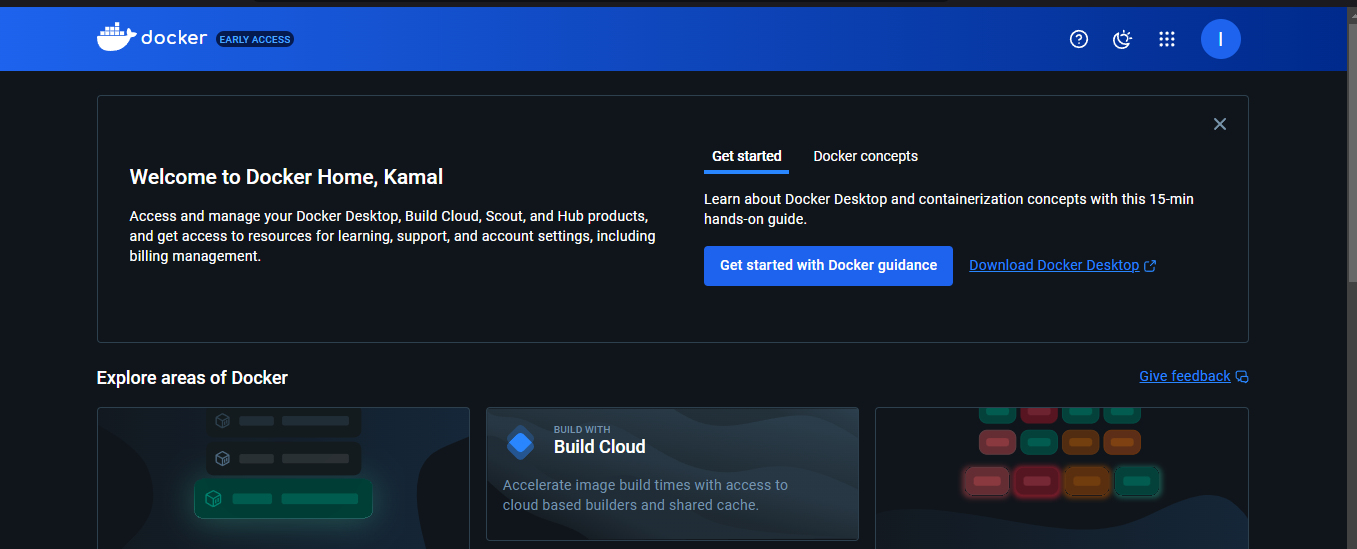 docker EARLY ACCESS
I
Welcome to Docker Home, Kamal
Access and manage your Docker Desktop, Build Cloud, Scout, and Hub products,
and get access to resources for learning, support, and account settings, including
billing management.
Get started Docker concepts
Learn about Docker Desktop and containerization concepts with this 15-min
hands-on guide.
Get started with Docker guidance Download Docker Desktop
Explore areas of Docker
Give feedback
BUILD WITH
Build Cloud
Accelerate image build times with access to
cloud based builders and shared cache.